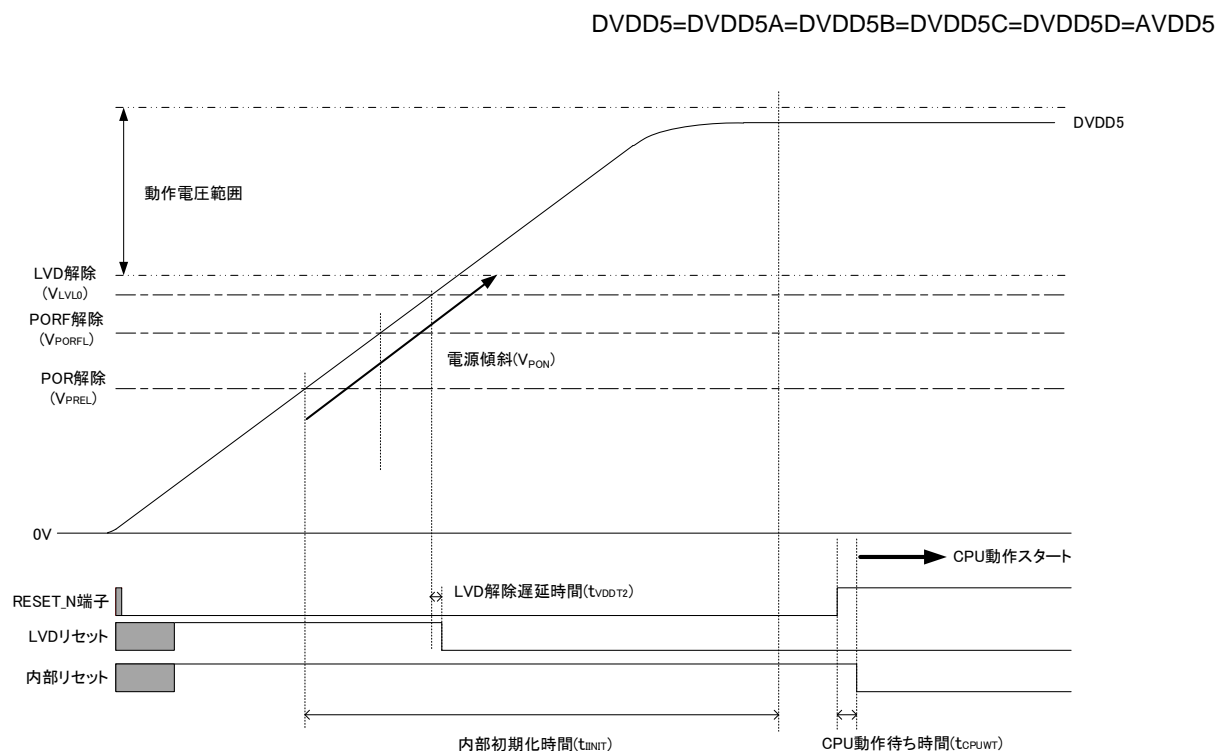 DVDD5=DVDD5A=DVDD5B=DVDD5C=DVDD5D=AVDD5
DVDD5
動作電圧範囲
LVD解除
(VLVL0)
PORF解除
(VPORFL)
電源傾斜(VPON)
POR解除
(VPREL)
0V
CPU動作スタート
RESET_N端子
LVD解除遅延時間(tVDDT2)
LVDリセット
内部リセット
内部初期化時間(tIINIT)
CPU動作待ち時間(tCPUWT)